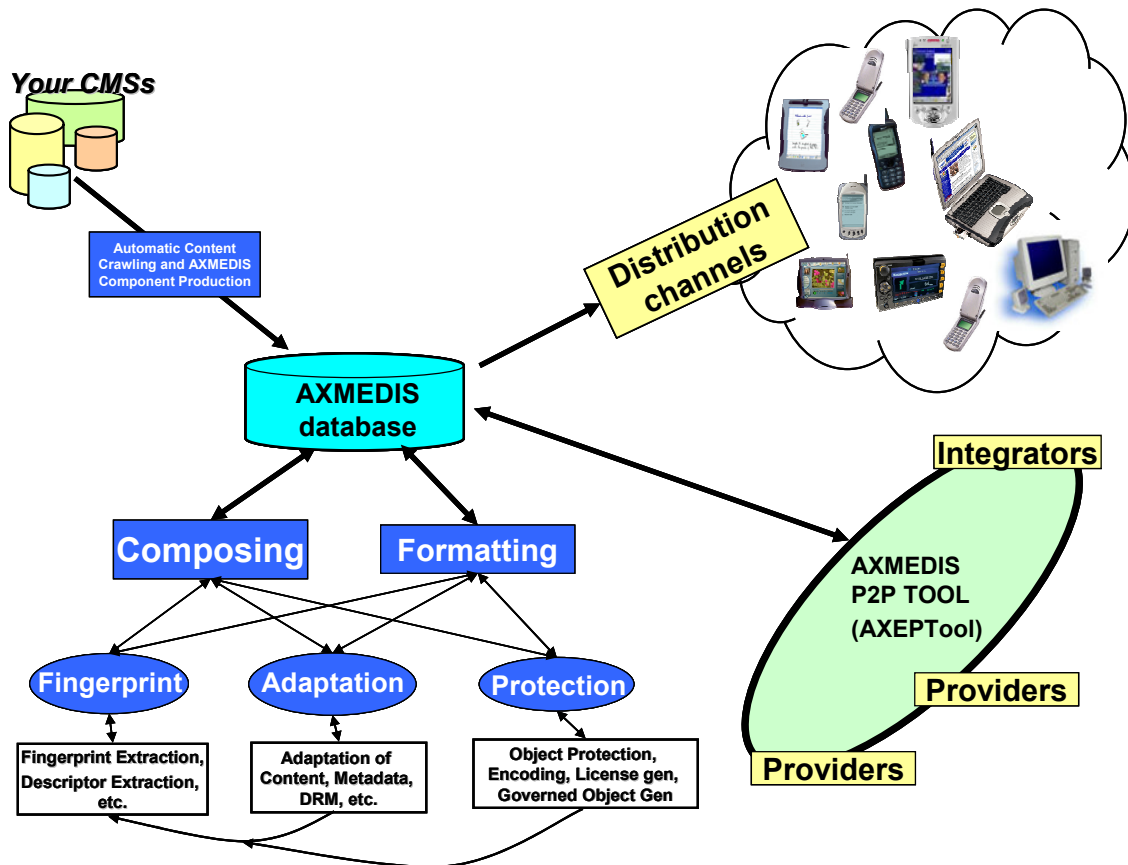 Your CMSs
Automatic Content
Crawling and AXMEDIS
Component Production
Distribution
channels
AXMEDIS
database
Integrators
Composing
Formatting
AXMEDIS
P2P TOOL
(AXEPTool)
Fingerprint
Adaptation
Protection
Providers
Providers
Fingerprint Extraction,
Descriptor Extraction,
etc.
Adaptation of
Content, Metadata,
DRM, etc.
Object Protection,
Encoding, License gen,
Governed Object Gen